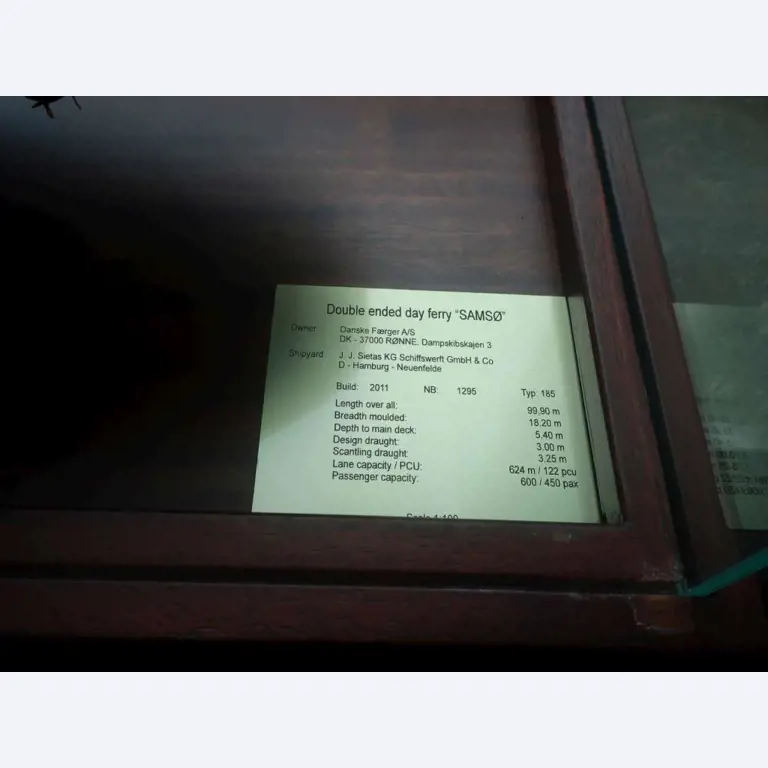 Double ended day ferry "SAMSØ"
Owner: Danske Færger A/S
DK - 37000 RØNNE. Dampskibskajen 3
Shipyard J. J. Sietas KG Schiffswerft GmbH & Co
D - Hamburg - Neuenfelde
Build: 2011 NB: 1295 Typ: 185
Length over all: 99,90 m
Breadth moulded: 18.20 m
Depth to main deck: 5.40 m
Design draught: 3.00 m
Scantling draught: 3.25 m
Lane capacity / PCU: 624 m / 122 pcu
Passenger capacity: 600 / 450 pax
Scale 1:100